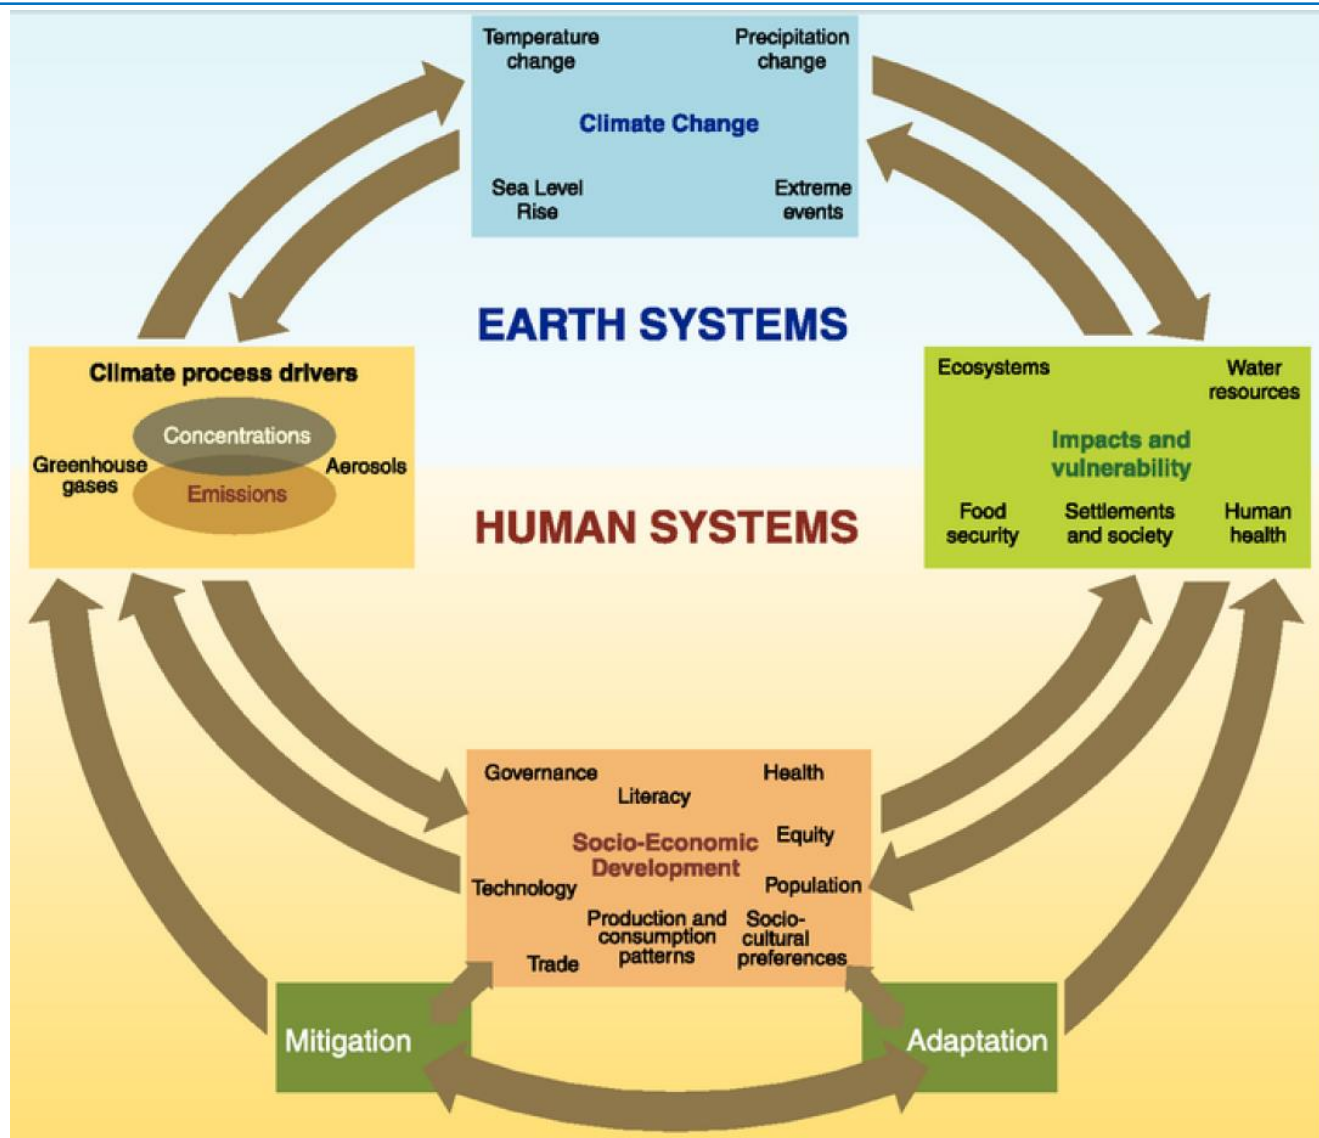 Temperature
change
Precipitation
change
Climate Change
Sea Level
Rise
Extreme
events
EARTH SYSTEMS
Climate process drivers
Concentrations
Greenhouse
gases
Aerosols
Emissions
Ecosystems
Water
resources
Impacts and
vulnerability
Food
security
Settlements
and society
Human
health
HUMAN SYSTEMS
Governance
Literacy
Health
Socio-Economic
Development
Equity
Technology
Population
Production and
consumption
patterns
Socio-
cultural
preferences
Trade
Mitigation
Adaptation